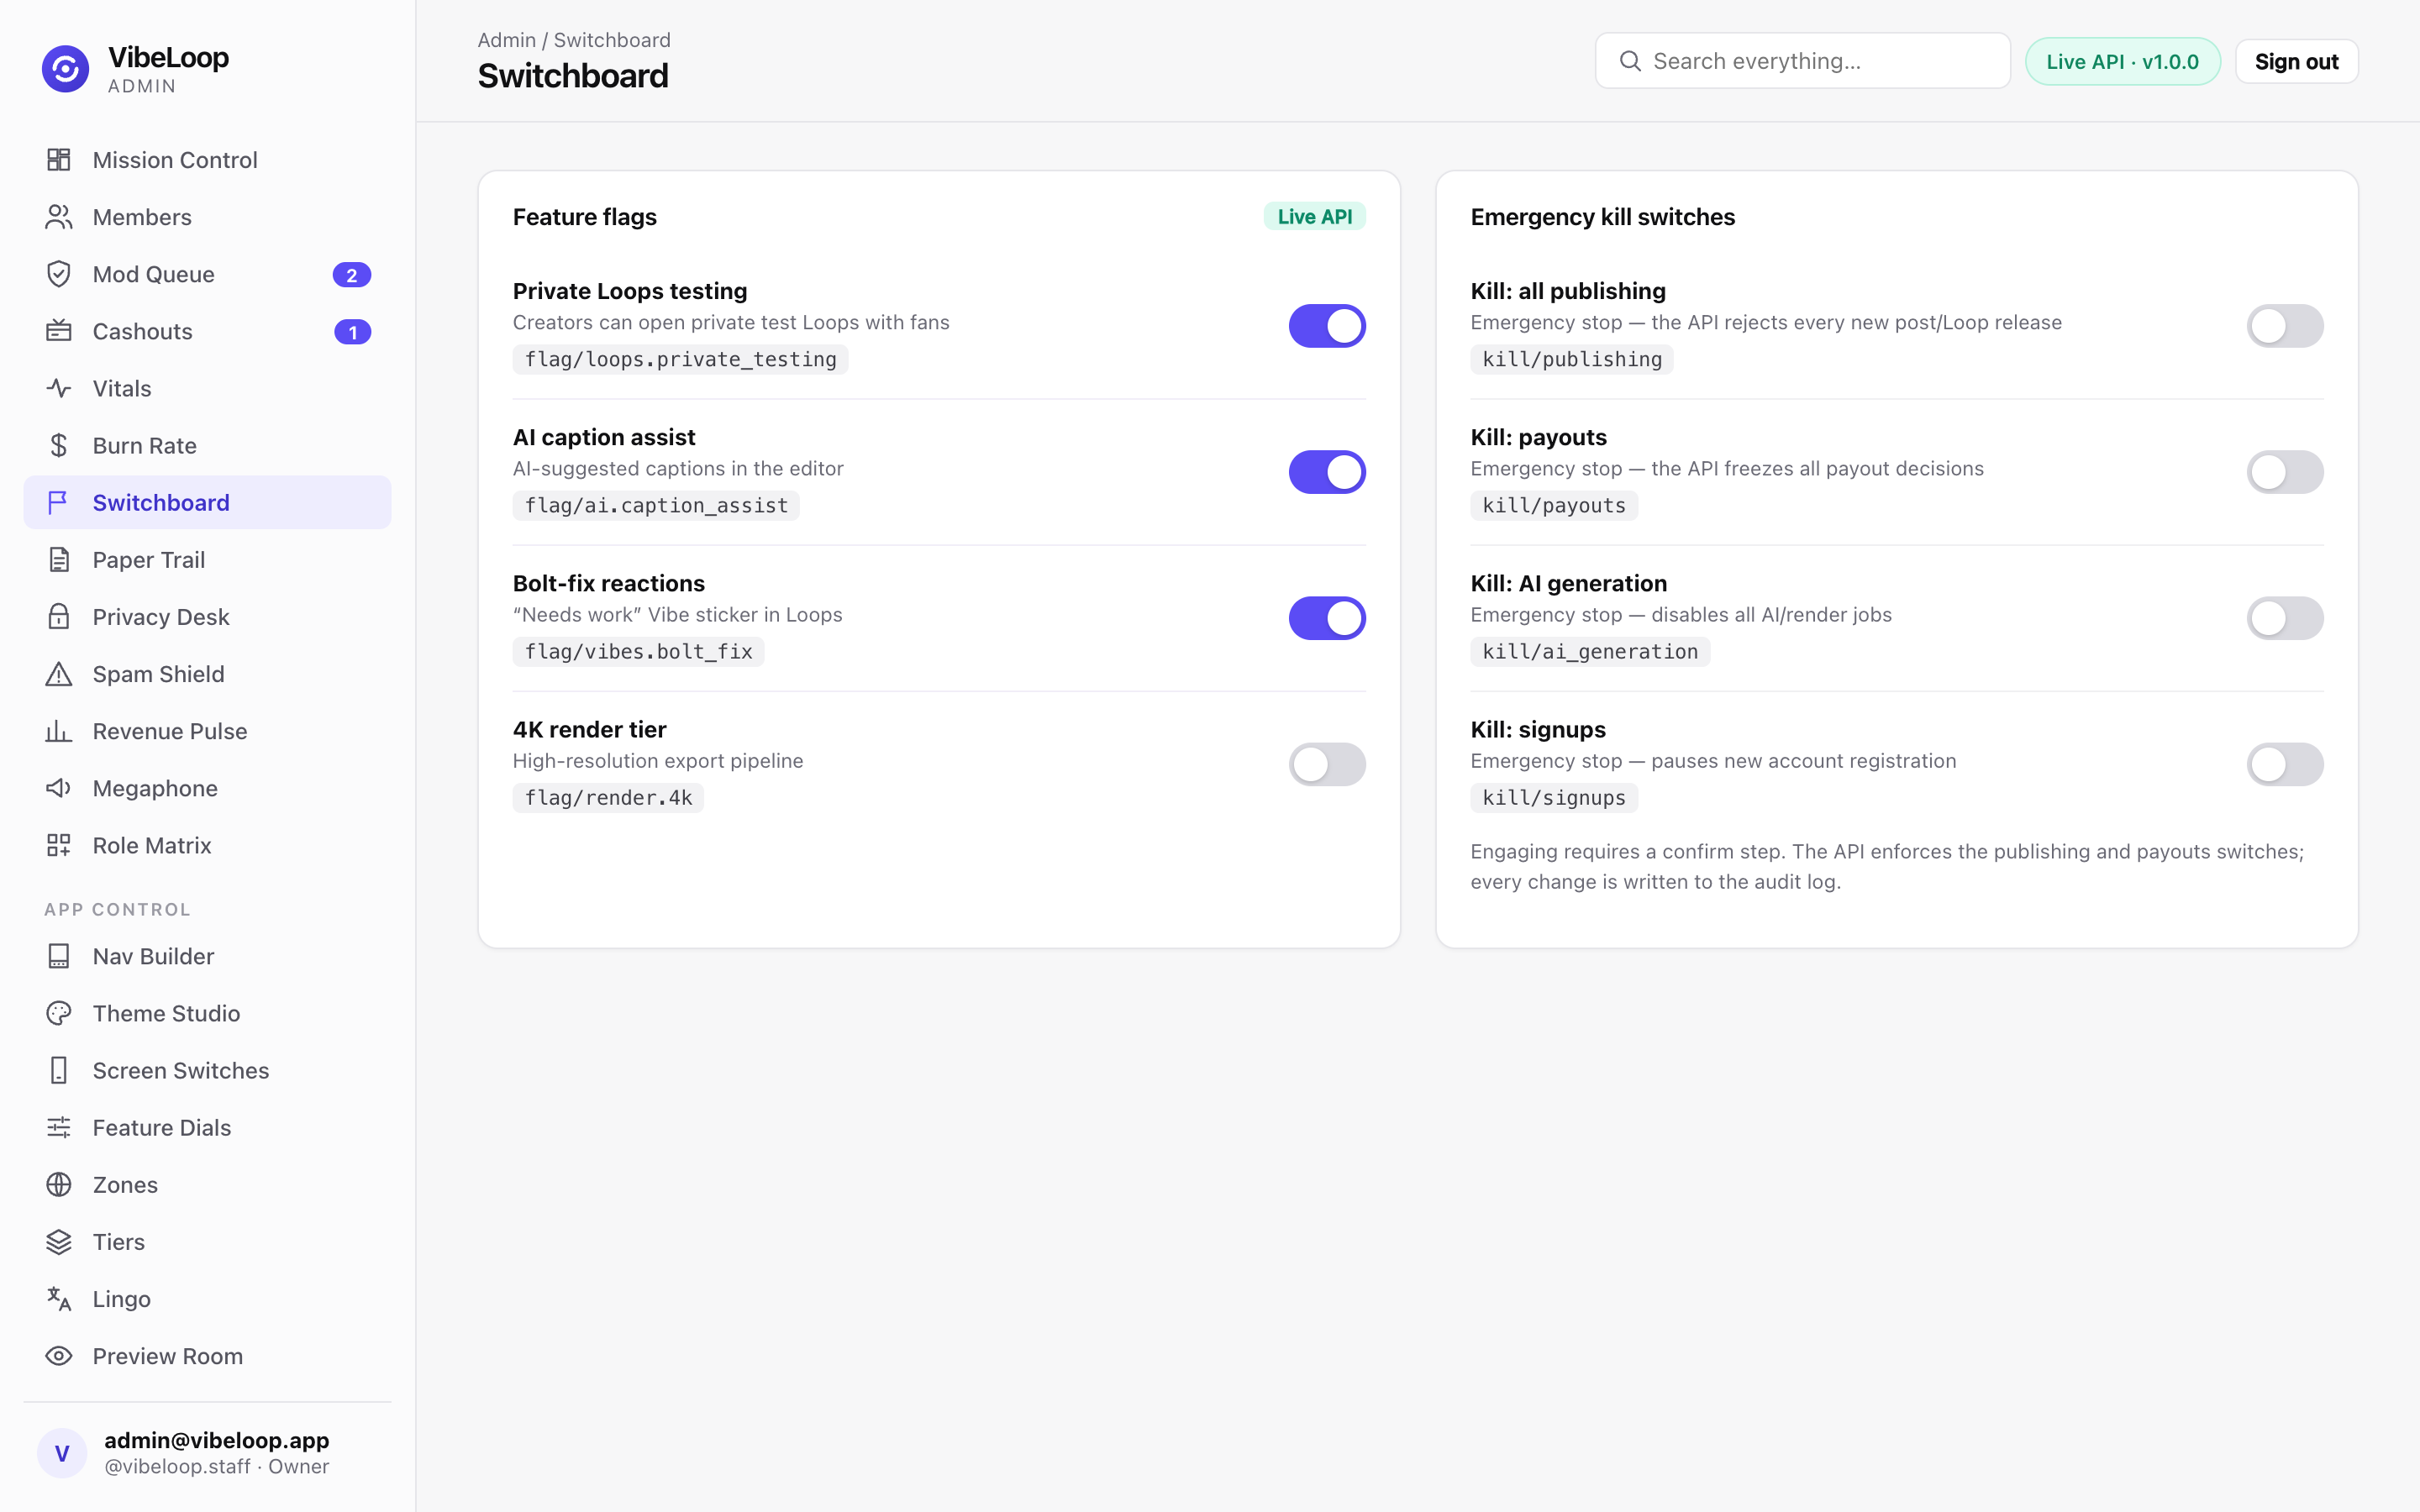 VibeLoop
ADMIN
Mission Control
Members
Mod Queue 2
Cashouts 1
Vitals
Burn Rate
Switchboard
Paper Trail
Privacy Desk
Spam Shield
Revenue Pulse
Megaphone
Role Matrix
APP CONTROL
Nav Builder
Theme Studio
Screen Switches
Feature Dials
Zones
Tiers
Lingo
Preview Room
V
admin@vibeloop.app
@vibeloop.staff · Owner
Admin / Switchboard
Switchboard
Search everything...
Live API · v1.0.0
Sign out
Feature flags
Live API
Private Loops testing
Creators can open private test Loops with fans
flag/loops.private_testing
AI caption assist
AI-suggested captions in the editor
flag/ai.caption_assist
Bolt-fix reactions
“Needs work” Vibe sticker in Loops
flag/vibes.bolt_fix
4K render tier
High-resolution export pipeline
flag/render.4k
Emergency kill switches
Kill: all publishing
Emergency stop — the API rejects every new post/Loop release
kill/publishing
Kill: payouts
Emergency stop — the API freezes all payout decisions
kill/payouts
Kill: AI generation
Emergency stop — disables all AI/render jobs
kill/ai_generation
Kill: signups
Emergency stop — pauses new account registration
kill/signups
Engaging requires a confirm step. The API enforces the publishing and payouts switches;
every change is written to the audit log.